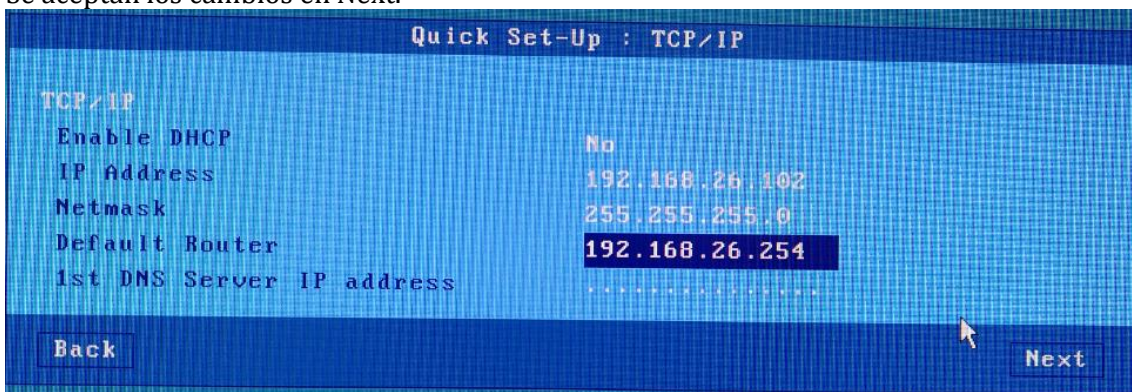 Se aceptan los cambios en Next.
Quick Set-Up : TCP/IP
TCP/IP
Enable DHCP No
IP Address 192.168.26.102
Netmask 255.255.255.0
Default Router 192.168.26.254
1st DNS Server IP address ...............
Back Next